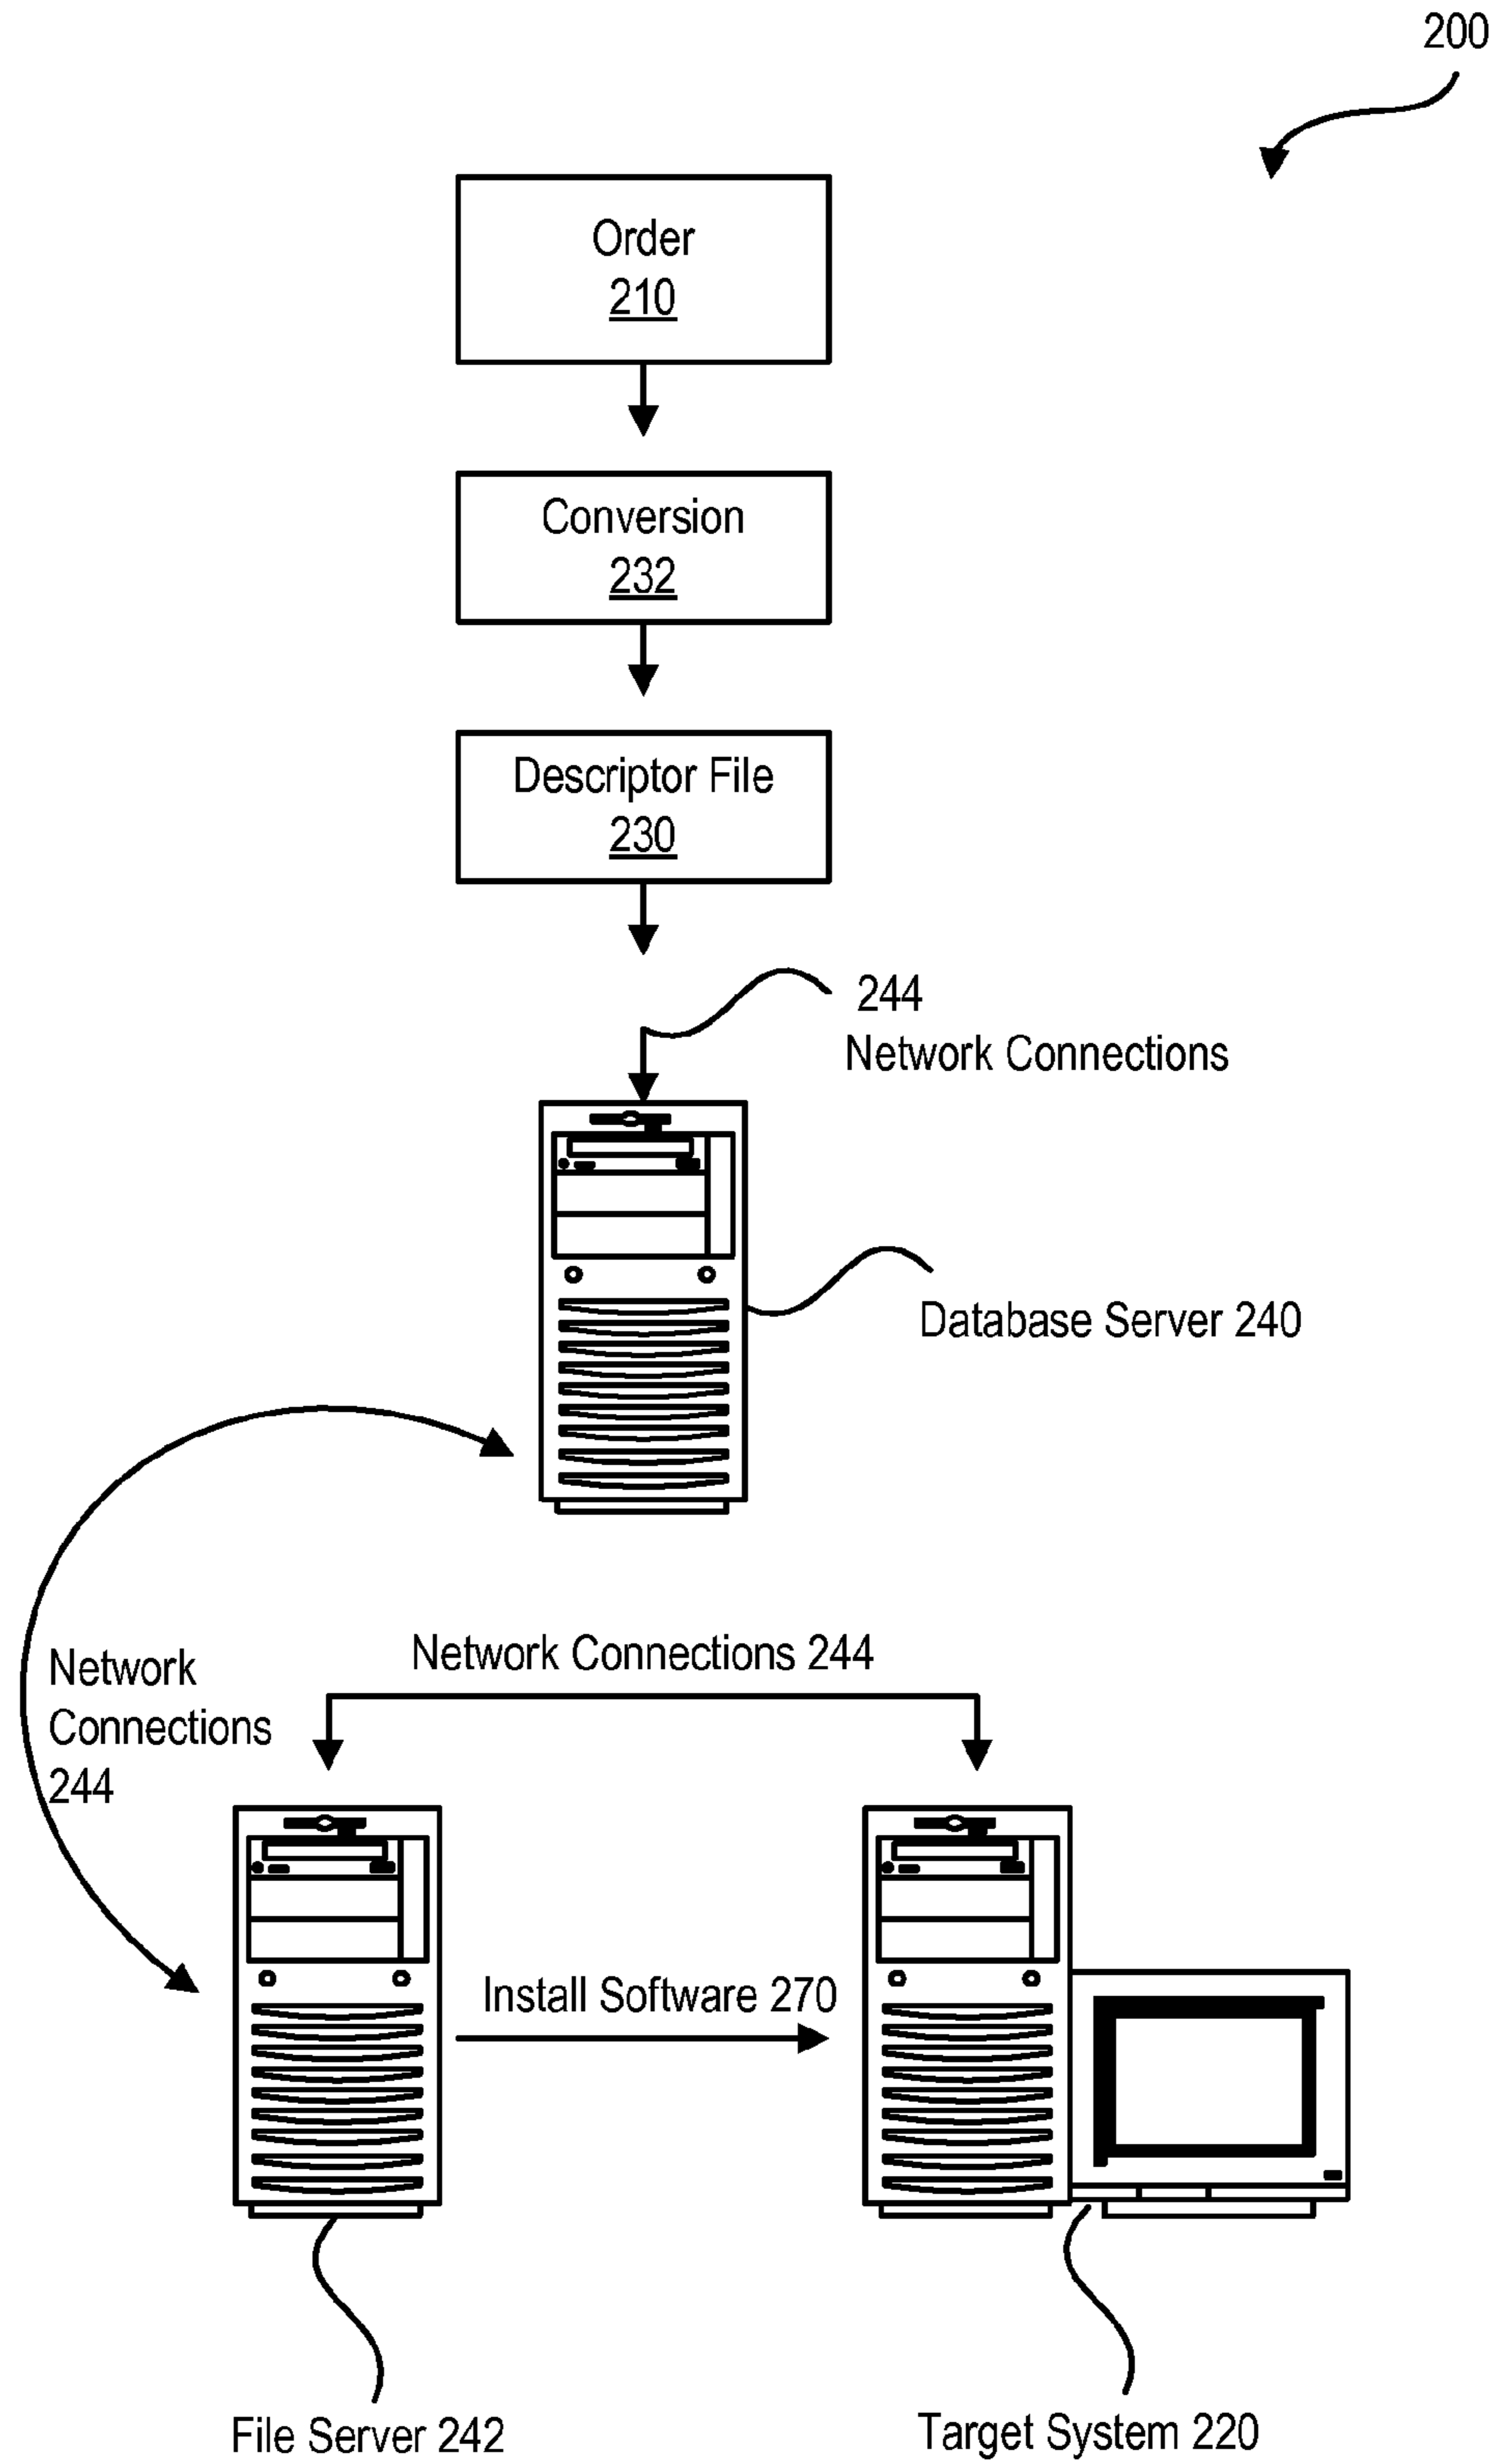 200
Order
210
Conversion
232
Descriptor File
230
244
Network Connections
Database Server 240
Network Connections 244
Network
Connections
244
Install Software 270
File Server 242
Target System 220